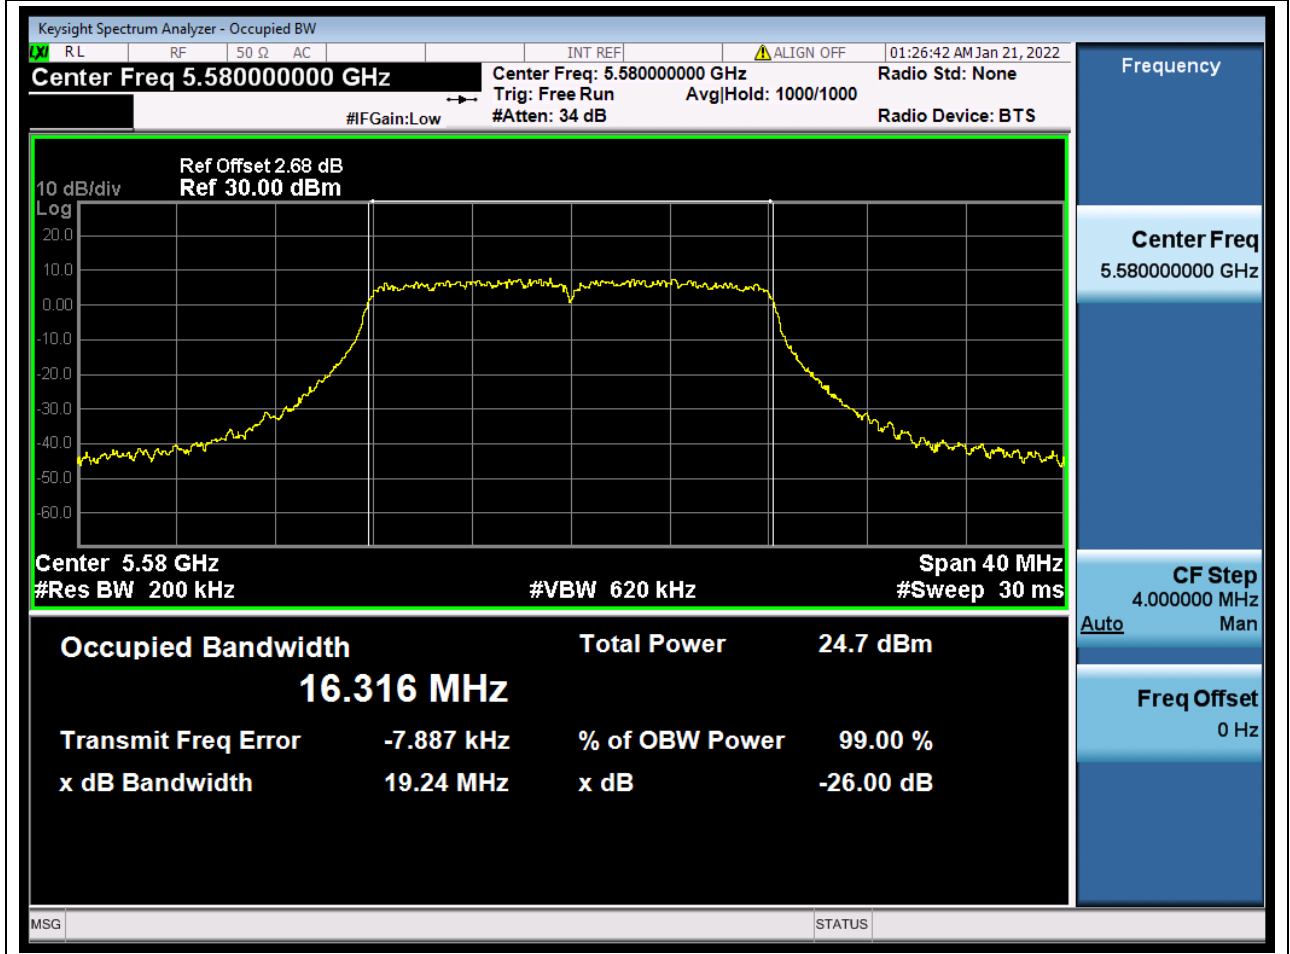 Keysight Spectrum Analyzer - Occupied BW
LXI RL RF 50 Ω AC INT REF ALIGN OFF 01:26:42 AM Jan 21, 2022
Center Freq 5.580000000 GHz
Center Freq: 5.580000000 GHz
Radio Std: None
Trig: Free Run Avg|Hold: 1000/1000
#IFGain:Low
#Atten: 34 dB
Radio Device: BTS
Ref Offset 2.68 dB
10 dB/div Ref 30.00 dBm
Log
20.0
10.0
0.00
-10.0
-20.0
-30.0
-40.0
-50.0
-60.0
Center 5.58 GHz Span 40 MHz
#Res BW 200 kHz #VBW 620 kHz #Sweep 30 ms
Occupied Bandwidth Total Power 24.7 dBm
16.316 MHz
Transmit Freq Error -7.887 kHz % of OBW Power 99.00 %
x dB Bandwidth 19.24 MHz x dB -26.00 dB
MSG STATUS
Frequency
Center Freq
5.580000000 GHz
CF Step
4.000000 MHz
Auto Man
Freq Offset
0 Hz